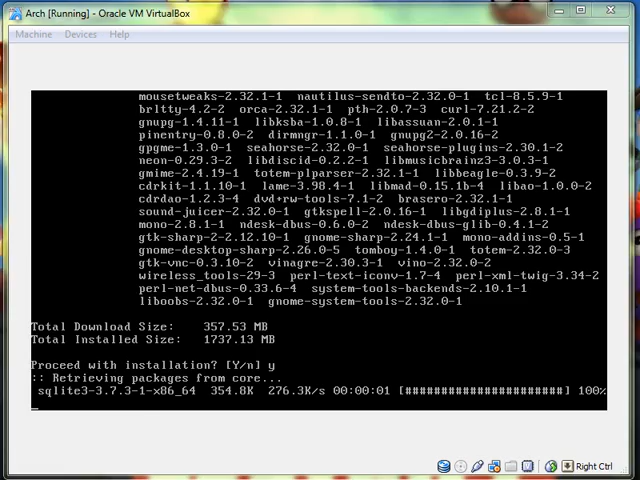 Arch [Running] - Oracle VM VirtualBox
Machine Devices Help
mousetweaks-2.32.1-1 nautilus-sendto-2.32.0-1 tcl-8.5.9-1
brltty-4.2-2 orca-2.32.1-1 pth-2.0.7-3 curl-7.21.2-2
gnupg-1.4.11-1 libksba-1.0.8-1 libassuan-2.0.1-1
pinentry-0.8.0-2 dirmngr-1.1.0-1 gnupg2-2.0.16-2
gpgme-1.3.0-1 seahorse-2.32.0-1 seahorse-plugins-2.30.1-2
neon-0.29.3-2 libdiscid-0.2.2-1 libmusicbrainz3-3.0.3-1
gmime-2.4.19-1 totem-plparser-2.32.1-1 libbeagle-0.3.9-2
cdrkit-1.1.10-1 lame-3.98.4-1 libmad-0.15.1b-4 libao-1.0.0-2
cdrdao-1.2.3-4 dvd+rw-tools-7.1-2 brasero-2.32.1-1
sound-juicer-2.32.0-1 gtkspell-2.0.16-1 libgdiplus-2.8.1-1
mono-2.8.1-1 ndesk-dbus-0.6.0-2 ndesk-dbus-glib-0.4.1-2
gtk-sharp-2-2.12.10-1 gnome-sharp-2.24.1-1 mono-addins-0.5-1
gnome-desktop-sharp-2.26.0-5 tomboy-1.4.0-1 totem-2.32.0-3
gtk-vnc-0.3.10-2 vinagre-2.30.3-1 vino-2.32.0-2
wireless_tools-29-3 perl-text-iconv-1.7-4 perl-xml-twig-3.34-2
perl-net-dbus-0.33.6-4 system-tools-backends-2.10.1-1
liboobs-2.32.0-1 gnome-system-tools-2.32.0-1
Total Download Size: 357.53 MB
Total Installed Size: 1737.13 MB
Proceed with installation? [Y/n] y
:: Retrieving packages from core...
sqlite3-3.7.3-1-x86_64 354.8K 276.3K/s 00:00:01 [######################] 100%
Right Ctrl